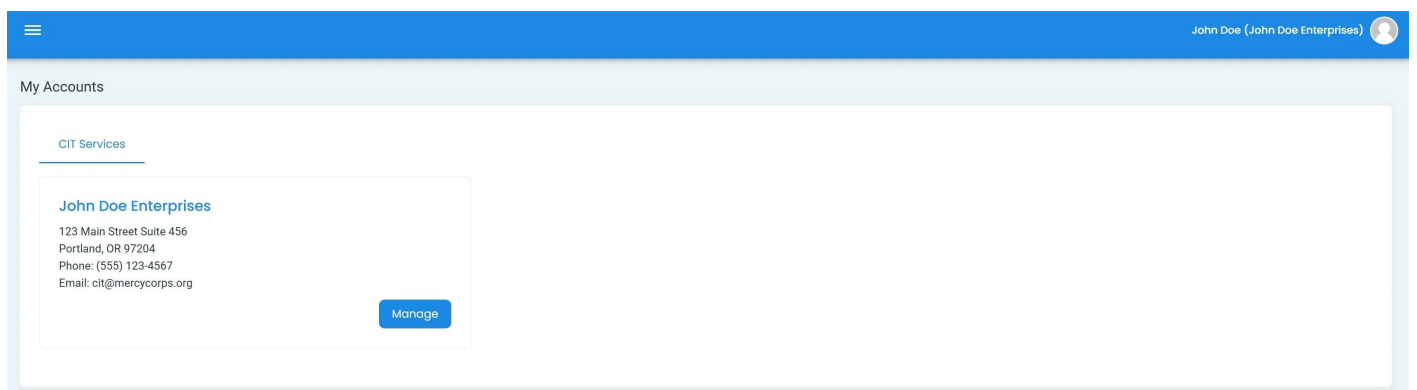 John Doe (John Doe Enterprises)
My Accounts
CIT Services
John Doe Enterprises
123 Main Street Suite 456
Portland, OR 97204
Phone: (555) 123-4567
Email: cit@mercycorps.org
Manage